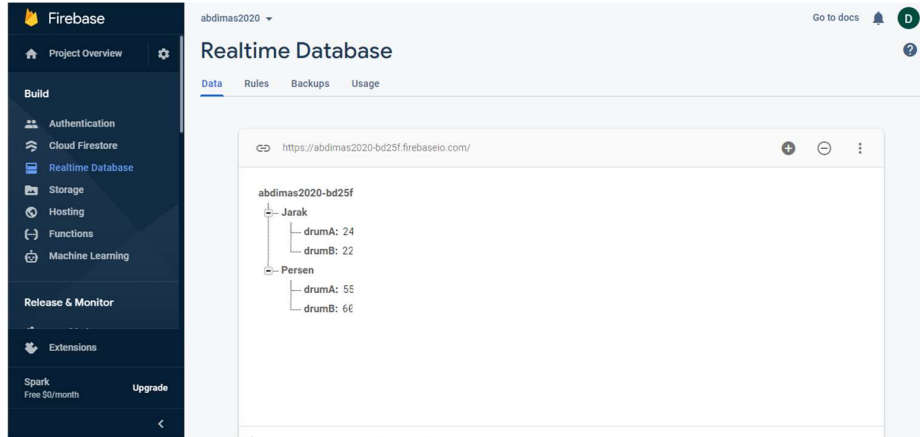 Firebase
Project Overview
Build
Authentication
Cloud Firestore
Realtime Database
Storage
Hosting
Functions
Machine Learning
Release & Monitor
Extensions
Spark
Free $0/month
Upgrade
abdimas2020
Go to docs
D
Realtime Database
Data Rules Backups Usage
https://abdimas2020-bd25f.firebaseio.com/
abdimas2020-bd25f
Jarak
drumA: 24
drumB: 22
Persen
drumA: 55
drumB: 66